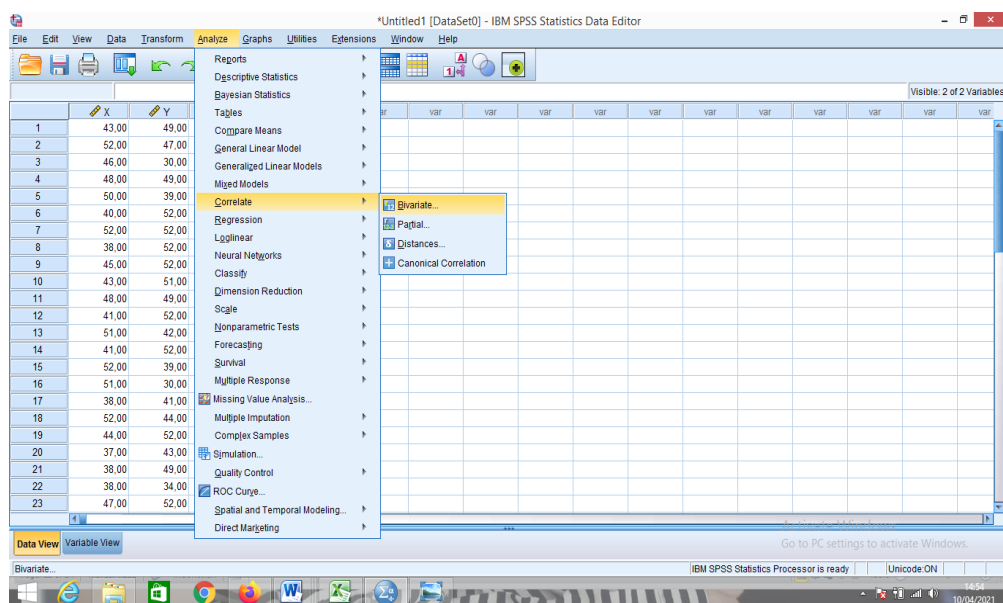 *Untitled1 [DataSet0] - IBM SPSS Statistics Data Editor
File Edit View Data Transform Analyze Graphs Utilities Extensions Window Help
Visible: 2 of 2 Variables
X Y var var var var var var var var var
1 43,00 49,00
2 52,00 47,00
3 46,00 30,00
4 48,00 49,00
5 50,00 39,00
6 40,00 52,00
7 52,00 52,00
8 38,00 52,00
9 45,00 52,00
10 43,00 51,00
11 48,00 49,00
12 41,00 52,00
13 51,00 42,00
14 41,00 52,00
15 52,00 39,00
16 51,00 30,00
17 38,00 41,00
18 52,00 44,00
19 44,00 52,00
20 37,00 43,00
21 38,00 49,00
22 38,00 34,00
23 47,00 52,00
Reports
Descriptive Statistics
Bayesian Statistics
Tables
Compare Means
General Linear Model
Generalized Linear Models
Mixed Models
Correlate
Regression
Loglinear
Neural Networks
Classify
Dimension Reduction
Scale
Nonparametric Tests
Forecasting
Survival
Multiple Response
Missing Value Analysis...
Multiple Imputation
Complex Samples
Simulation...
Quality Control
ROC Curve...
Spatial and Temporal Modeling...
Direct Marketing
Bivariate...
Partial...
Distances...
Canonical Correlation
Data View Variable View
Go to PC settings to activate Windows.
Bivariate...
IBM SPSS Statistics Processor is ready
Unicode:ON
14:54
10/04/2021